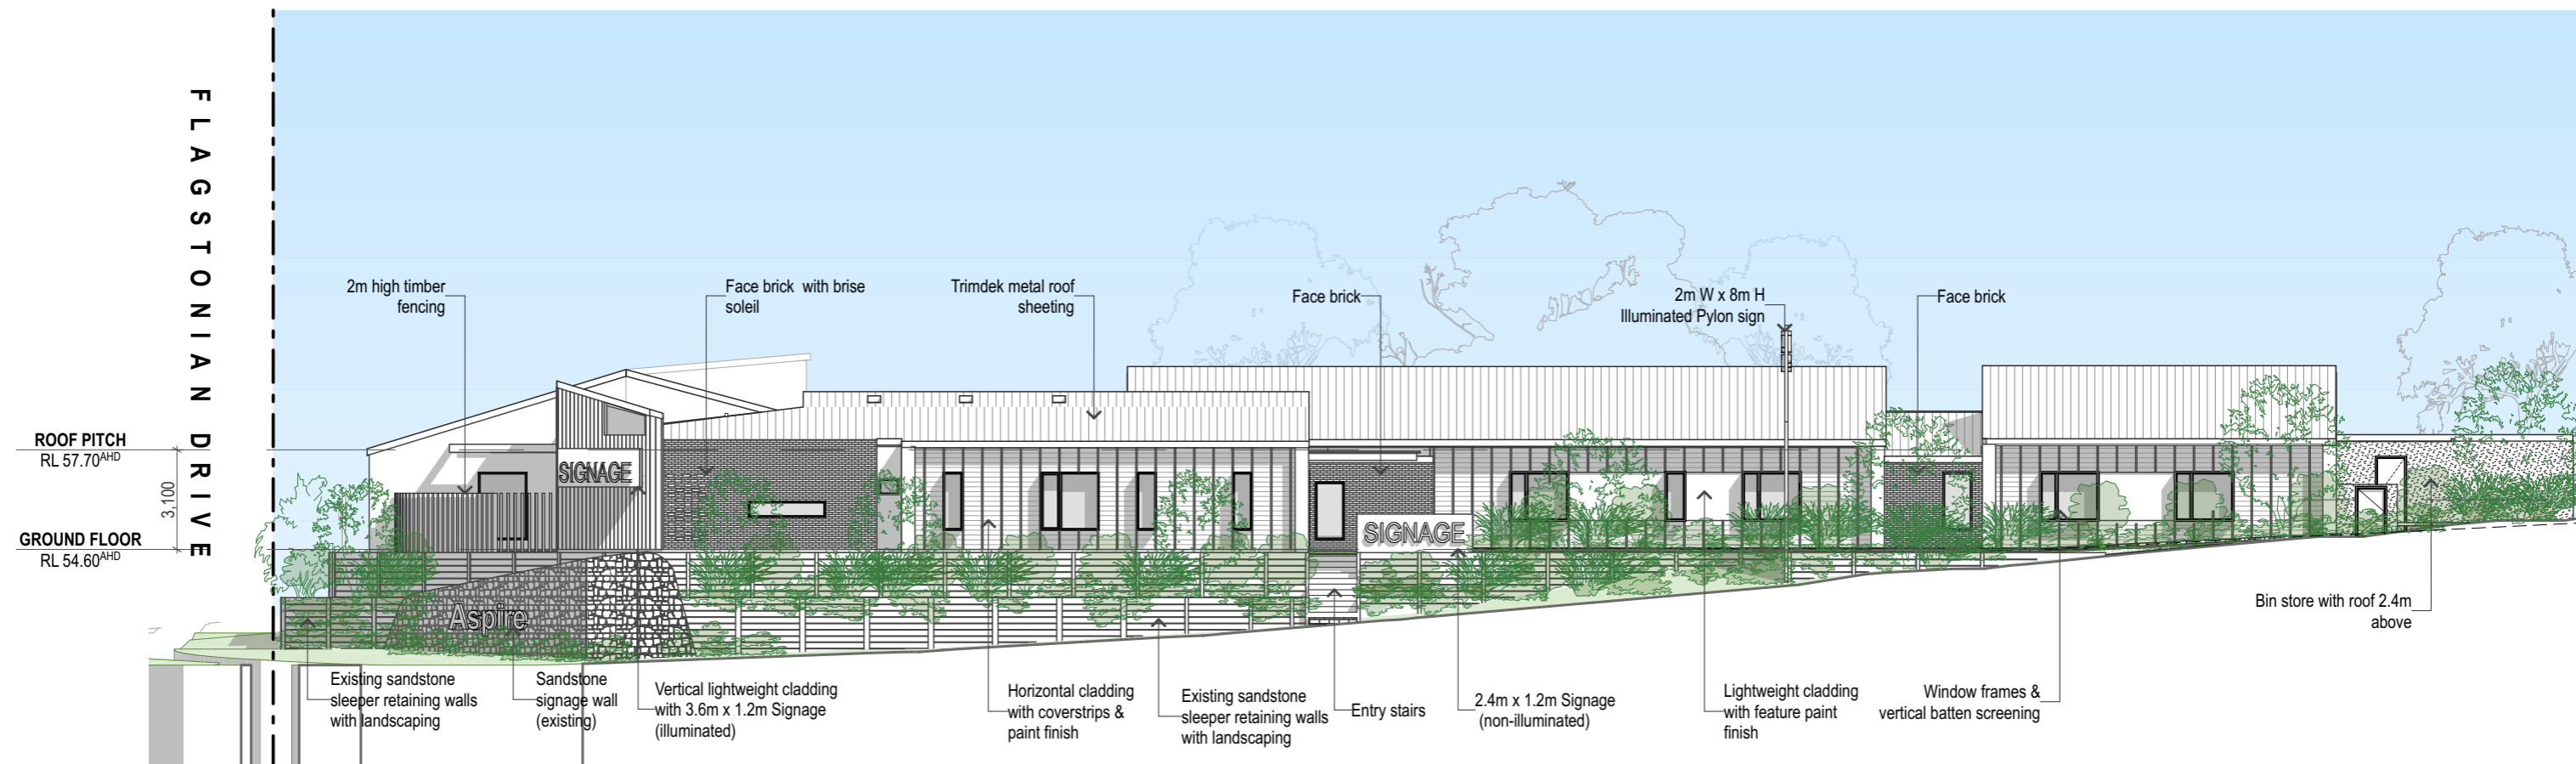 FLAGSTONIAN DRIVE
2m high timber
fencing
Face brick with brise
soleil
Trimdek metal roof
sheeting
Face brick
2m W x 8m H
Illuminated Pylon sign
Face brick
ROOF PITCH
RL 57.70AHD
3,100
GROUND FLOOR
RL 54.60AHD
SIGNAGE
SIGNAGE
Aspire
Bin store with roof 2.4m
above
Existing sandstone
sleeper retaining walls
with landscaping
Sandstone
signage wall
(existing)
Vertical lightweight cladding
with 3.6m x 1.2m Signage
(illuminated)
Horizontal cladding
with coverstrips &
paint finish
Existing sandstone
sleeper retaining walls
with landscaping
Entry stairs
2.4m x 1.2m Signage
(non-illuminated)
Lightweight cladding
with feature paint
finish
Window frames &
vertical batten screening